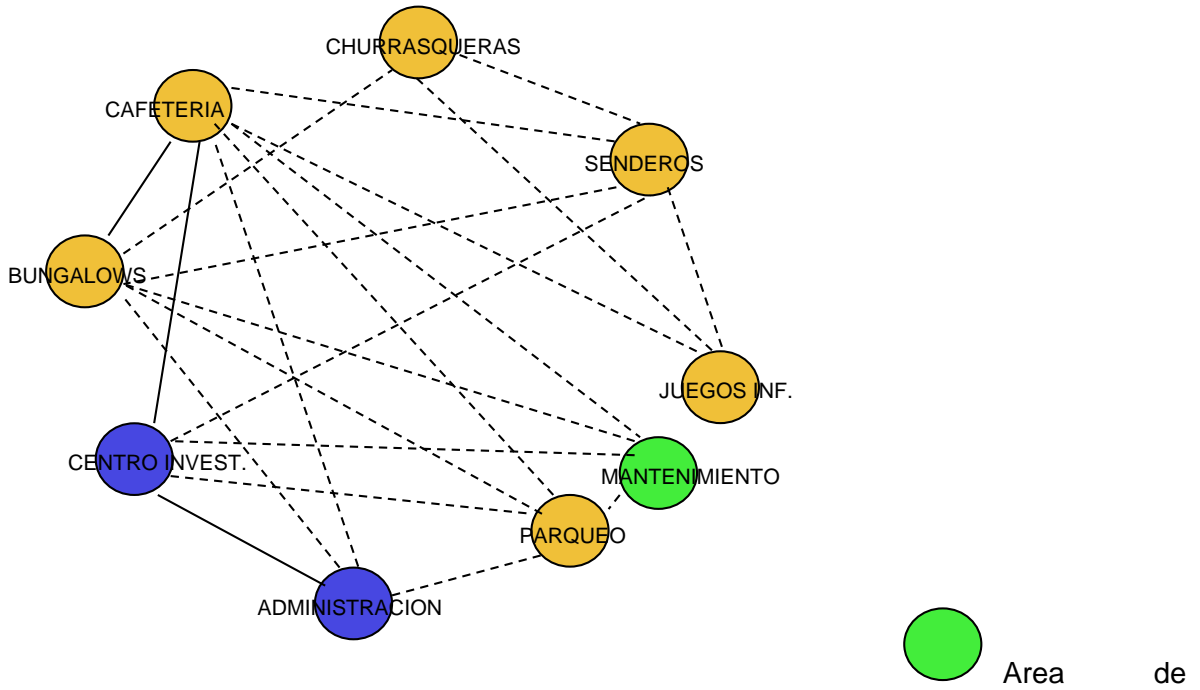 CHURRASQUERAS
CAFETERIA
SENDEROS
BUNGALOWS
JUEGOS INF.
CENTRO INVEST.
MANTENIMIENTO
PARQUEO
ADMINISTRACION
Area de